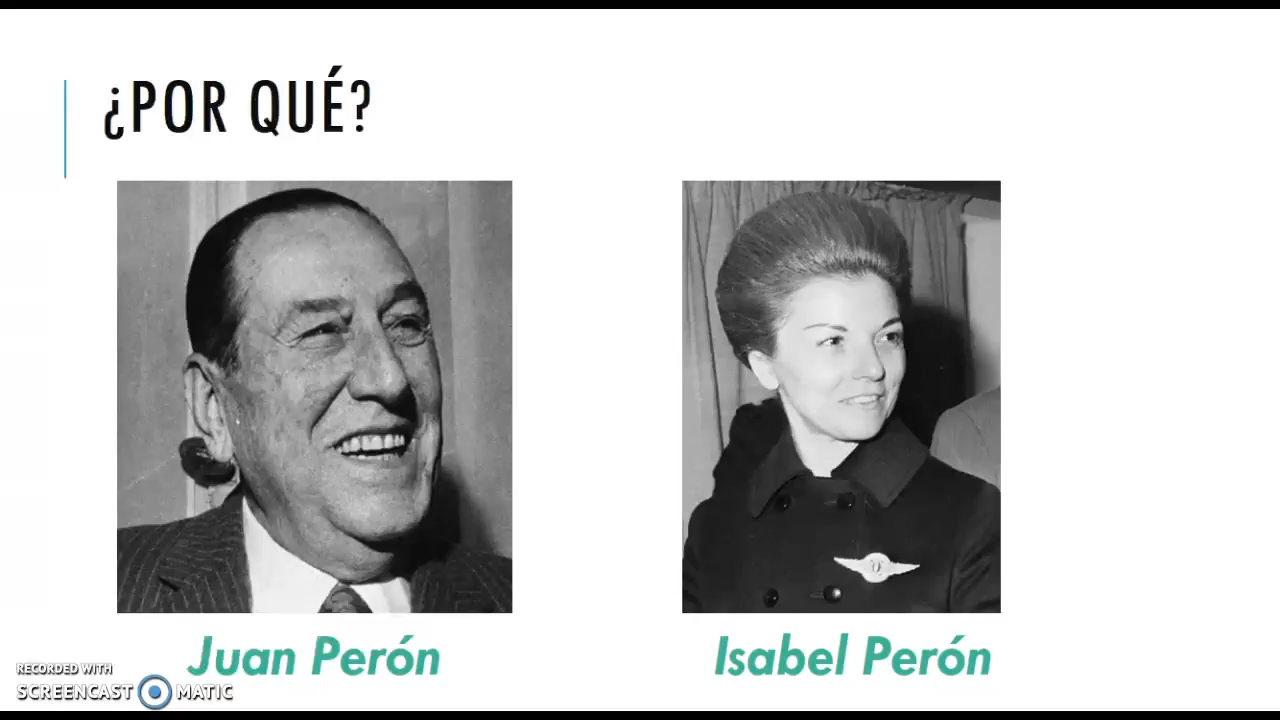 ¿POR QUÉ?
Juan Perón
Isabel Perón
RECORDED WITH
SCREENCAST MATIC